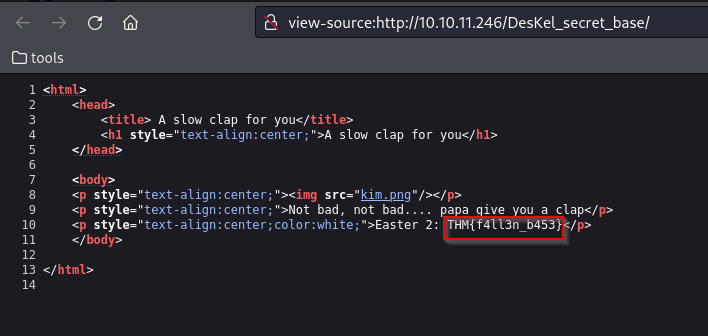 view-source:http://10.10.11.246/DesKel_secret_base/
tools
1 <html>
2 <head>
3 <title> A slow clap for you</title>
4 <h1 style="text-align:center;">A slow clap for you</h1>
5 </head>
6
7 <body>
8 <p style="text-align:center;"><img src="kim.png"/></p>
9 <p style="text-align:center;">Not bad, not bad.... papa give you a clap</p>
10 <p style="text-align:center;color:white;">Easter 2: THM{f4ll3n_b453}</p>
11 </body>
12
13 </html>
14